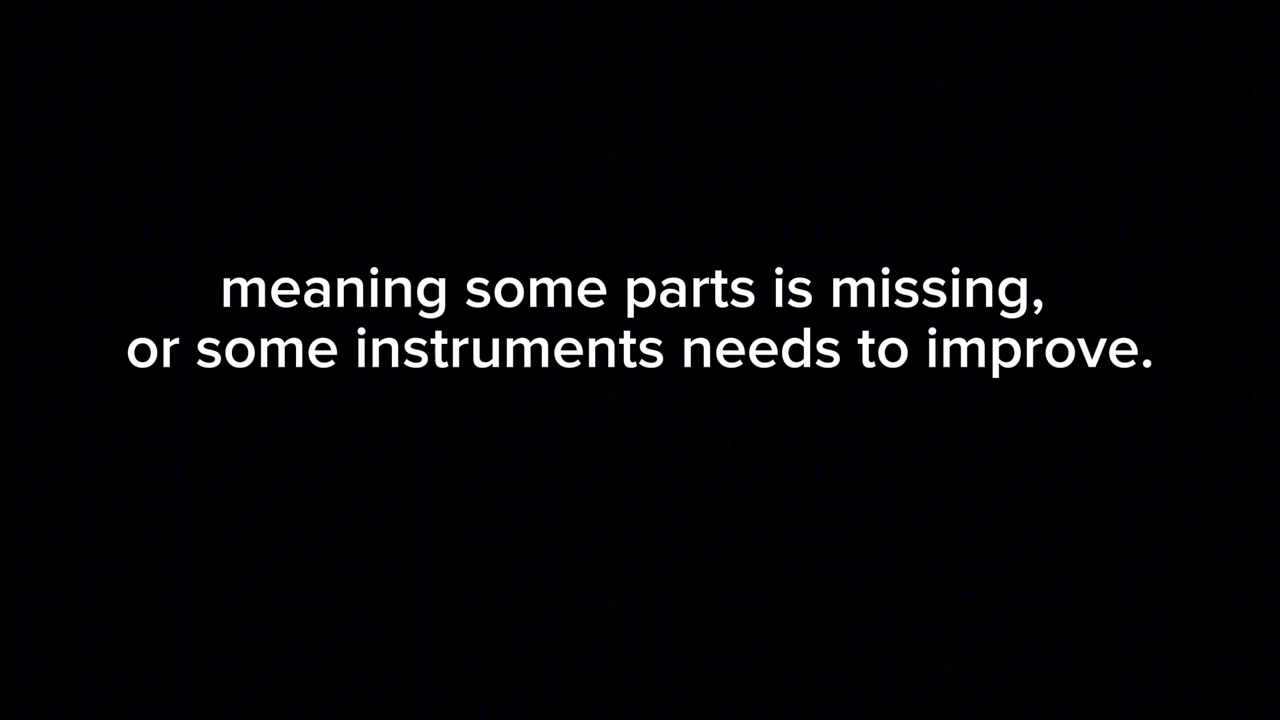 meaning some parts is missing,
or some instruments needs to improve.